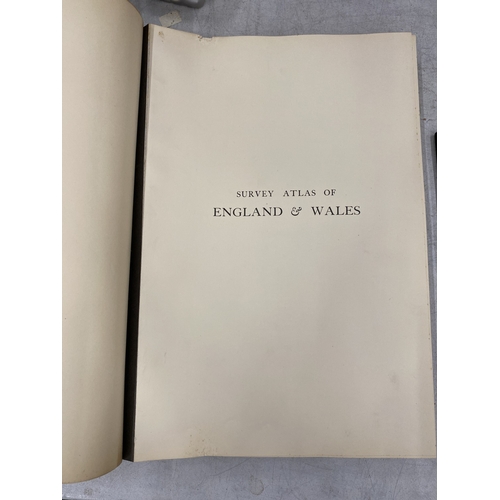 SURVEY ATLAS OF
ENGLAND & WALES